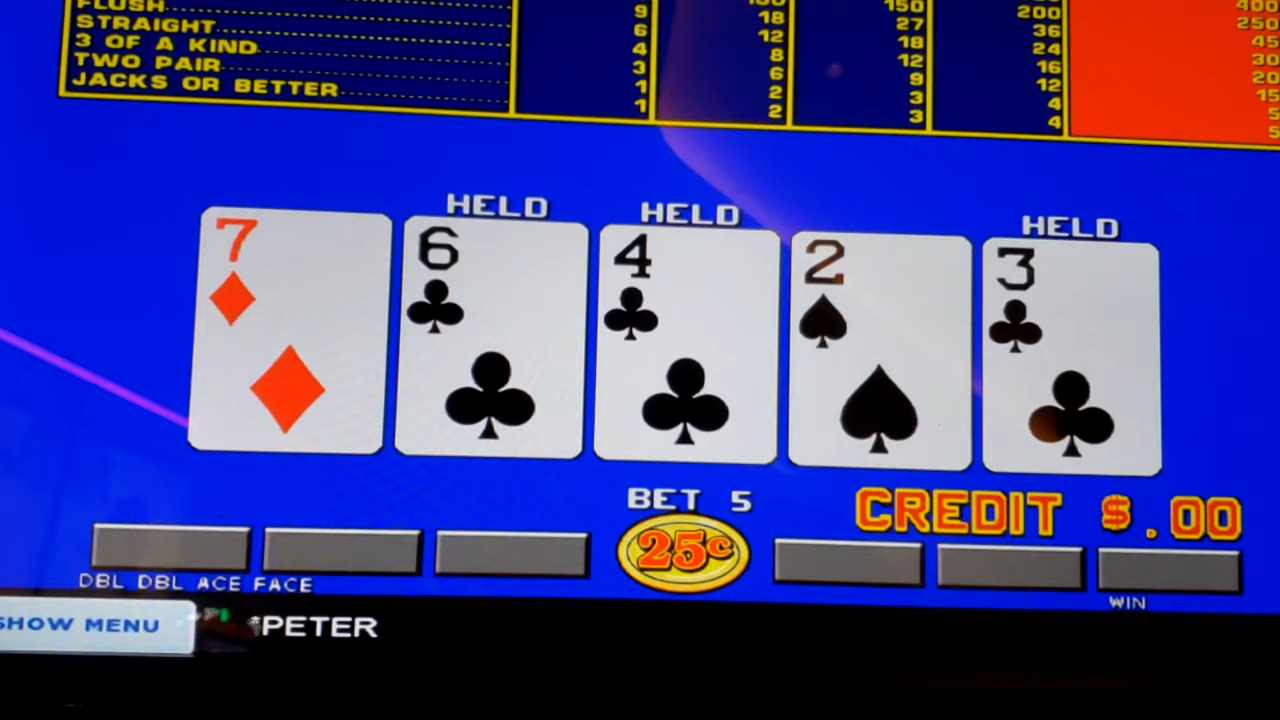 FLUSH 9 18 150 200 400
STRAIGHT 6 12 27 36 250
3 OF A KIND 4 8 18 24 45
TWO PAIR 3 6 12 16 30
JACKS OR BETTER 1 2 9 12 20
1 2 3 4 15
3 4 5
5
HELD HELD HELD
7 6 4 2 3
BET 5 CREDIT $.00
25¢
DBL DBL ACE FACE
WIN
SHOW MENU *PETER